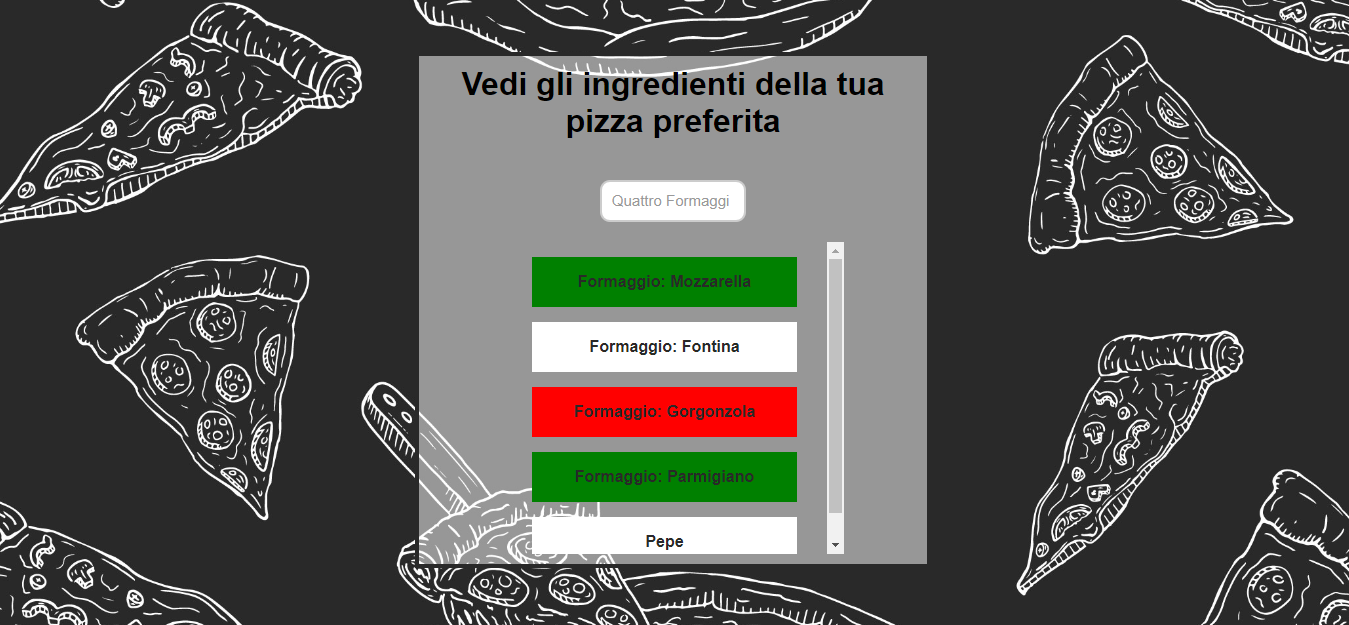 Vedi gli ingredienti della tua
pizza preferita
Quattro Formaggi
Formaggio: Mozzarella
Formaggio: Fontina
Formaggio: Gorgonzola
Formaggio: Parmigiano
Pepe